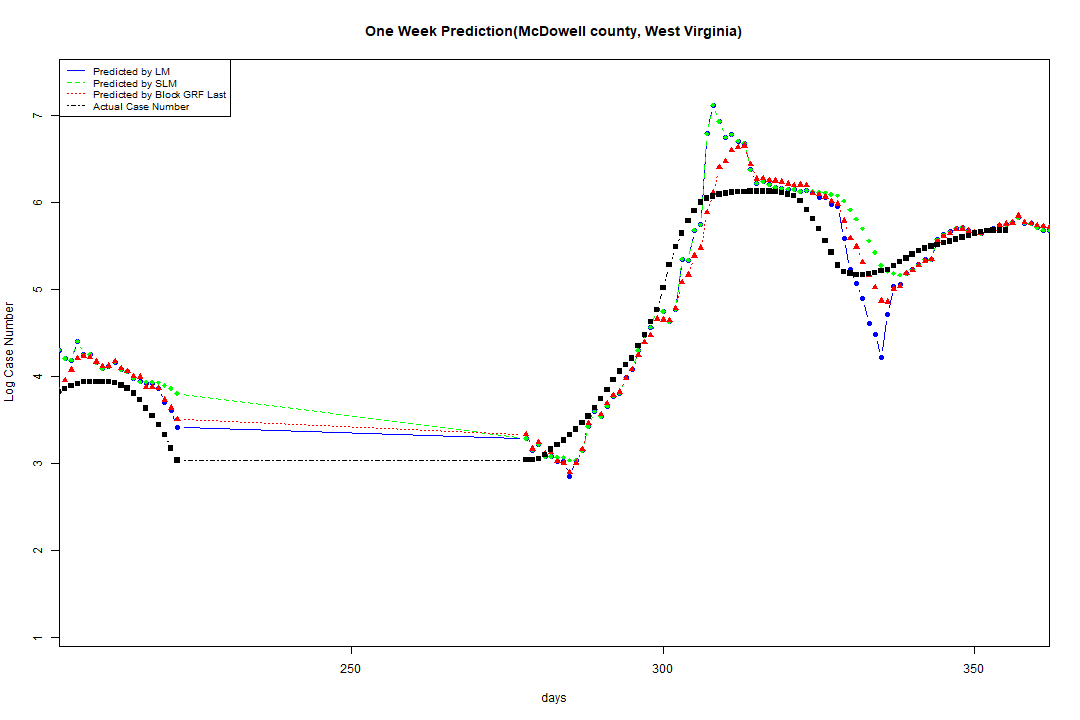 One Week Prediction(McDowell county, West Virginia)
Predicted by LM
Predicted by SLM
Predicted by Block GRF Last
Actual Case Number
7
6
5
4
3
2
1
Log Case Number
250
300
350
days